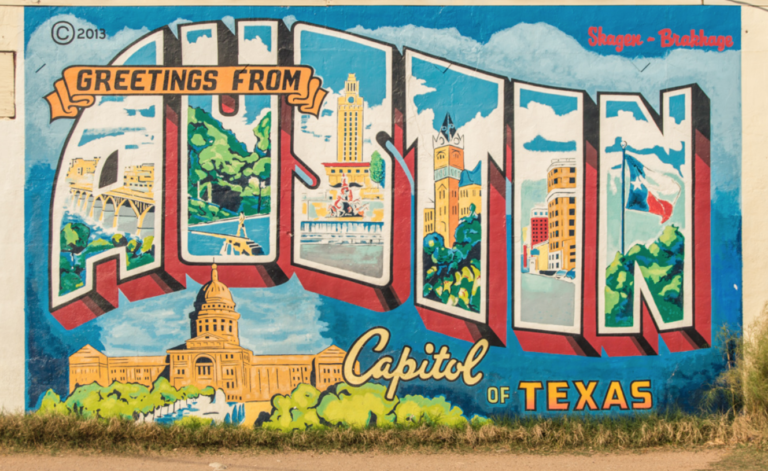 © 2013
Skagen - Brakhage
GREETINGS FROM
AUSTIN
Capitol
OF TEXAS